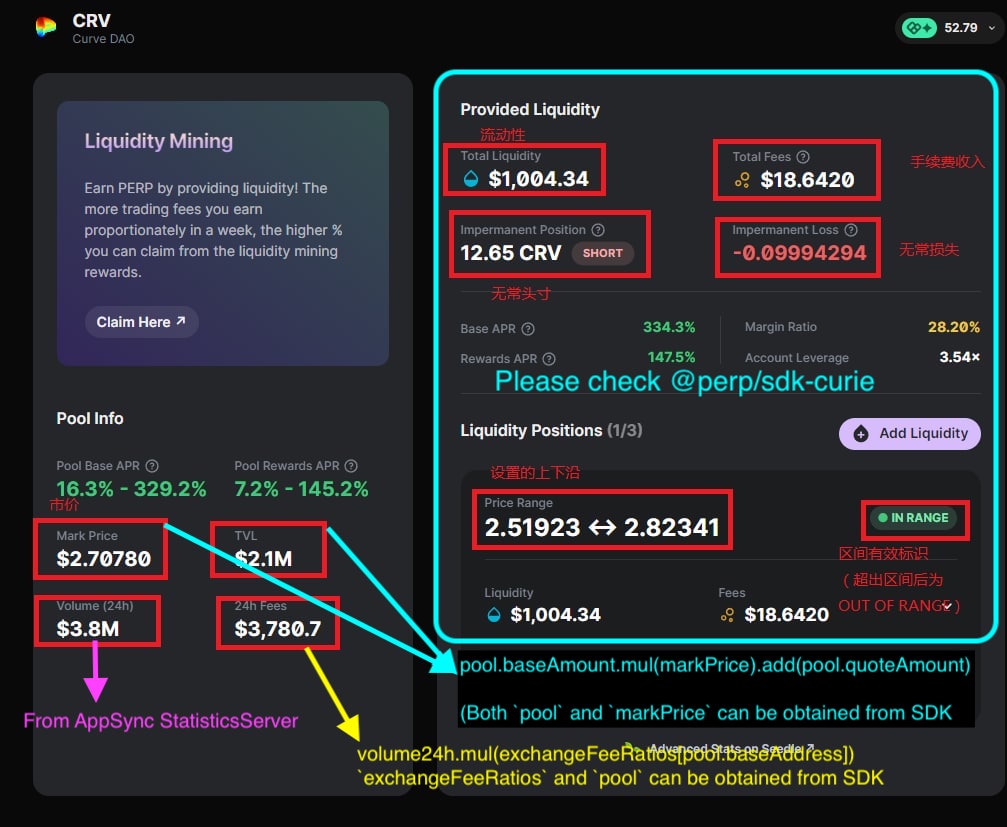 CRV
Curve DAO
52.79
Liquidity Mining
Earn PERP by providing liquidity! The
more trading fees you earn
proportionately in a week, the higher %
you can claim from the liquidity mining
rewards.
Claim Here ↗
Pool Info
Pool Base APR ?
16.3% - 329.2%
Pool Rewards APR ?
7.2% - 145.2%
市价
Mark Price
$2.70780
TVL
$2.1M
Volume (24h)
$3.8M
24h Fees
$3,780.7
From AppSync StatisticsServer
Provided Liquidity
流动性
Total Liquidity
$1,004.34
Total Fees ?
$18.6420
手续费收入
Impermanent Position ?
12.65 CRV SHORT
无常头寸
Impermanent Loss ?
-0.09994294
无常损失
Base APR ? 334.3%
Rewards APR ? 147.5%
Margin Ratio 28.20%
Account Leverage 3.54×
Please check @perp/sdk-curie
Liquidity Positions (1/3)
Add Liquidity
设置的上下沿
Price Range
2.51923 ↔ 2.82341
IN RANGE
区间有效标识
（超出区间后为
OUT OF RANGE）
Liquidity
$1,004.34
Fees
$18.6420
pool.baseAmount.mul(markPrice).add(pool.quoteAmount)
(Both `pool` and `markPrice` can be obtained from SDK
Advanced Stats on Seedle ↗
volume24h.mul(exchangeFeeRatios[pool.baseAddress])
`exchangeFeeRatios` and `pool` can be obtained from SDK